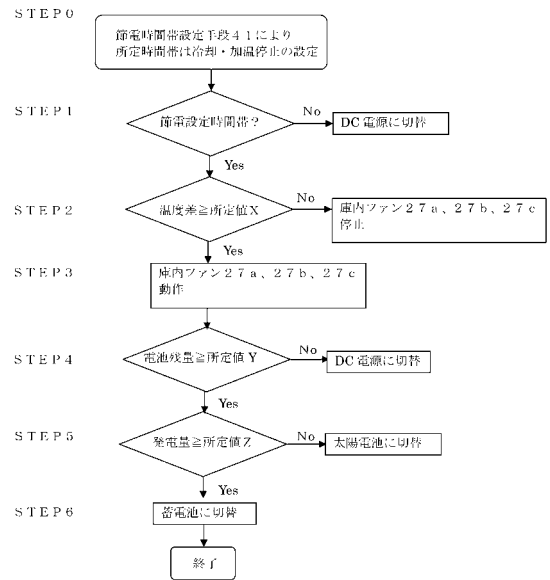 ＳＴＥＰ０
節電時間帯設定手段４１により
所定時間帯は冷却・加温停止の設定
ＳＴＥＰ１
節電設定時間帯？
No
DC 電源に切替
Yes
ＳＴＥＰ２
温度差≧所定値Ｘ
No
庫内ファン２７ａ、２７ｂ、２７ｃ
停止
Yes
ＳＴＥＰ３
庫内ファン２７ａ、２７ｂ、２７ｃ
動作
ＳＴＥＰ４
電池残量≧所定値 Y
No
DC 電源に切替
Yes
ＳＴＥＰ５
発電量≧所定値Ｚ
No
太陽電池に切替
Yes
ＳＴＥＰ６
蓄電池に切替
終了